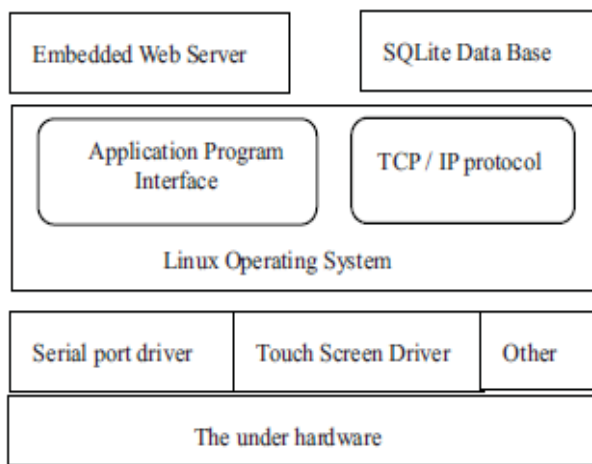 Embedded Web Server
SQLite Data Base
Application Program
Interface
TCP / IP protocol
Linux Operating System
Serial port driver
Touch Screen Driver
Other
The under hardware